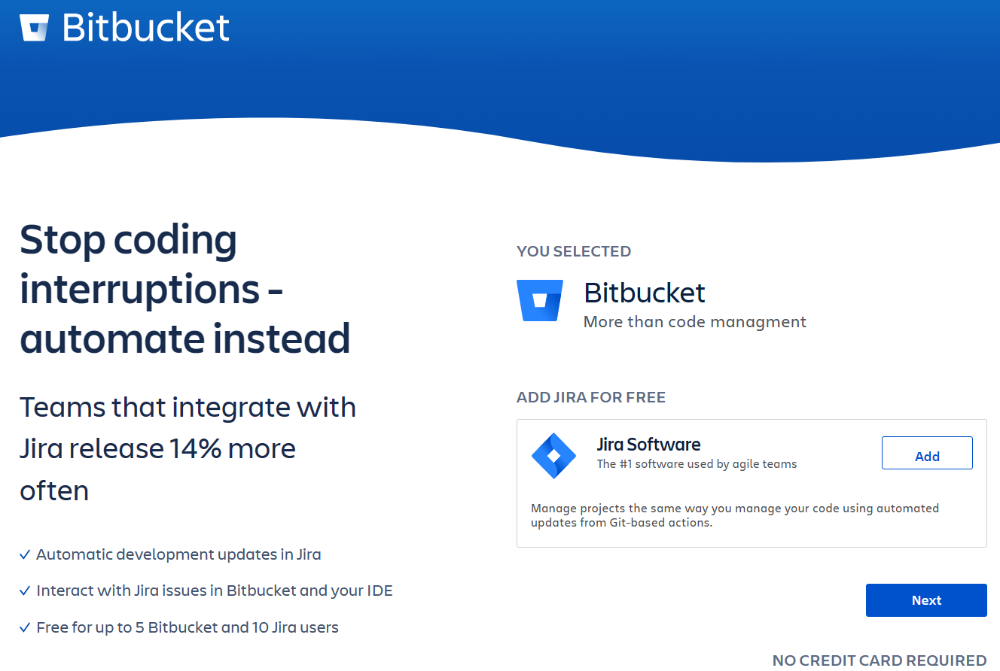 Bitbucket
Stop coding
interruptions -
automate instead
Teams that integrate with
Jira release 14% more
often
Automatic development updates in Jira
Interact with Jira issues in Bitbucket and your IDE
Free for up to 5 Bitbucket and 10 Jira users
YOU SELECTED
Bitbucket
More than code managment
ADD JIRA FOR FREE
Jira Software
The #1 software used by agile teams
Add
Manage projects the same way you manage your code using automated
updates from Git-based actions.
Next
NO CREDIT CARD REQUIRED